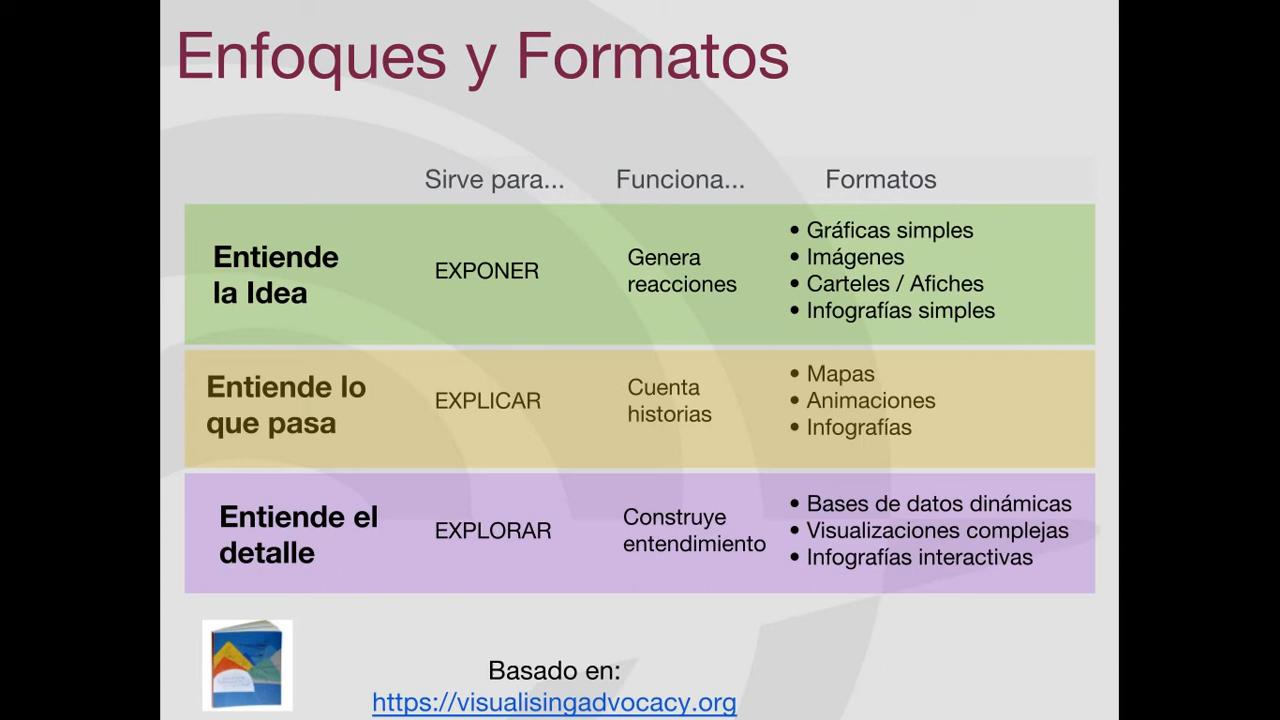 Enfoques y Formatos
Sirve para... Funciona... Formatos
Entiende
la Idea
EXPONER
Genera
reacciones
• Gráficas simples
• Imágenes
• Carteles / Afiches
• Infografías simples
Entiende lo
que pasa
EXPLICAR
Cuenta
historias
• Mapas
• Animaciones
• Infografías
Entiende el
detalle
EXPLORAR
Construye
entendimiento
• Bases de datos dinámicas
• Visualizaciones complejas
• Infografías interactivas
Basado en:
https://visualisingadvocacy.org